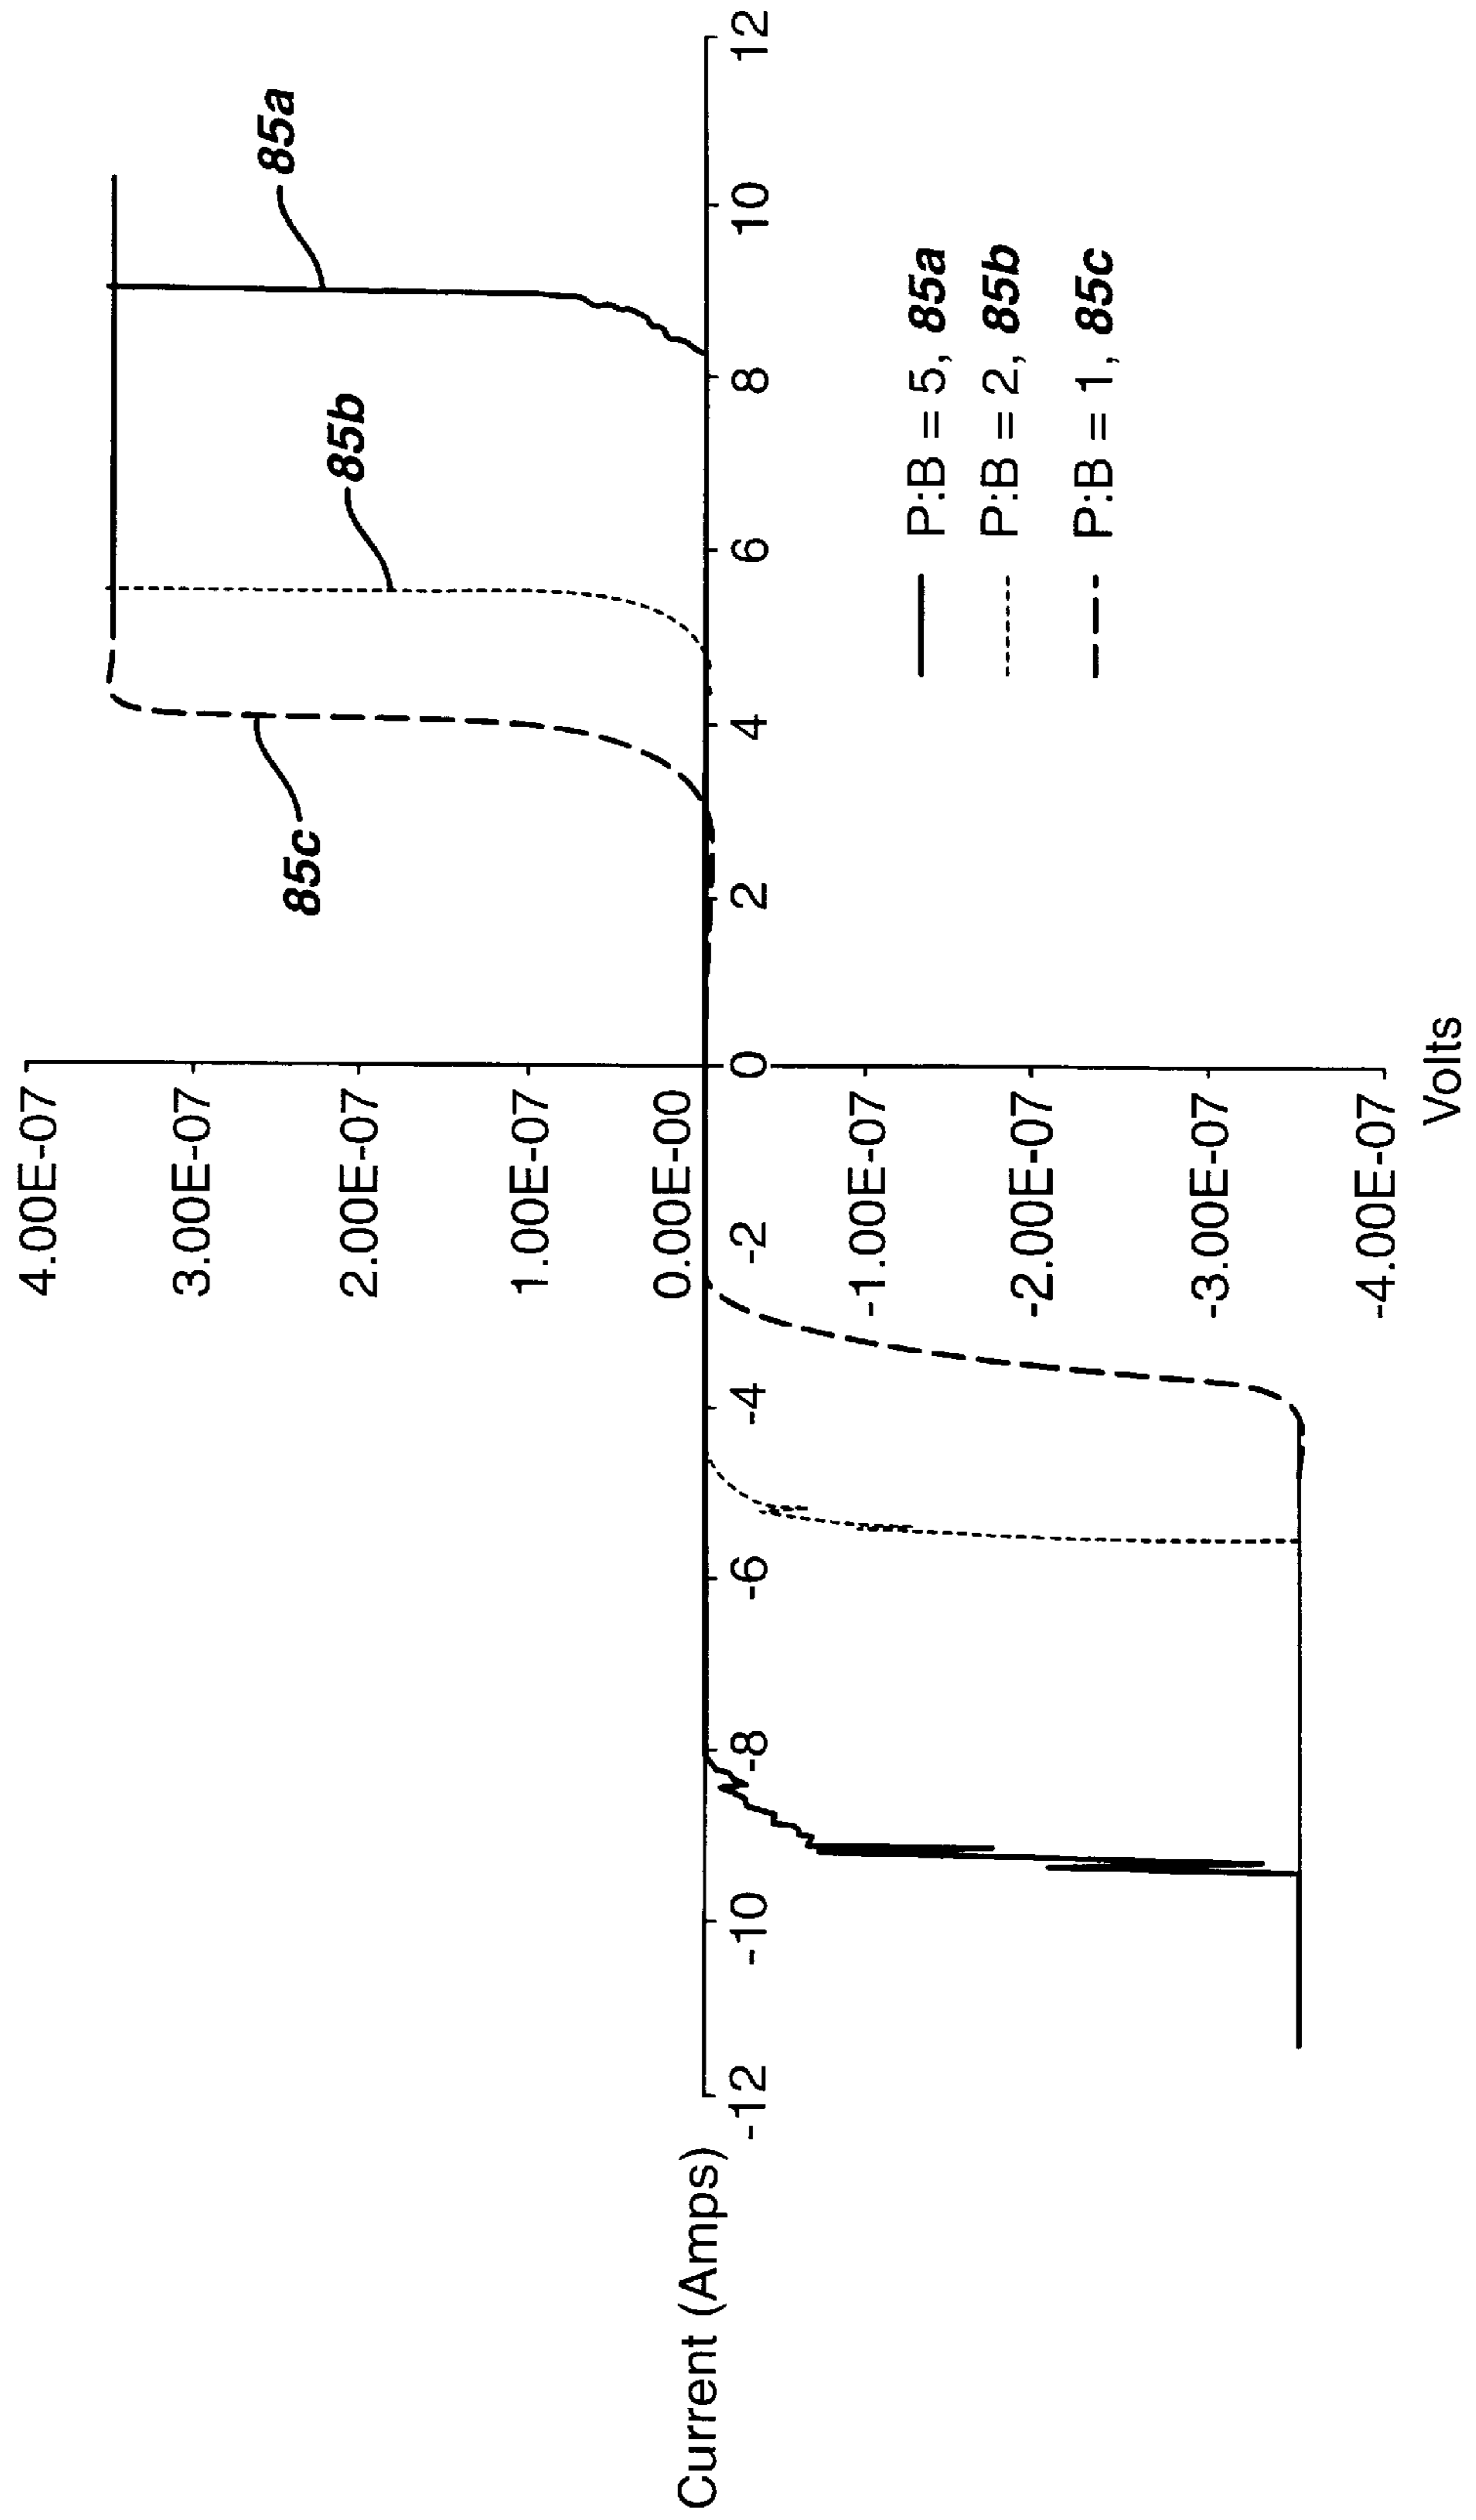 4.00E-07
3.00E-07
2.00E-07
1.00E-07
0.00E-00
-1.00E-07
-2.00E-07
-3.00E-07
-4.00E-07
Current (Amps)
-12
-10
-8
-6
-4
-2
0
2
4
6
8
10
12
Volts
85c
85b
85a
P:B = 5, 85a
P:B = 2, 85b
P:B = 1, 85c